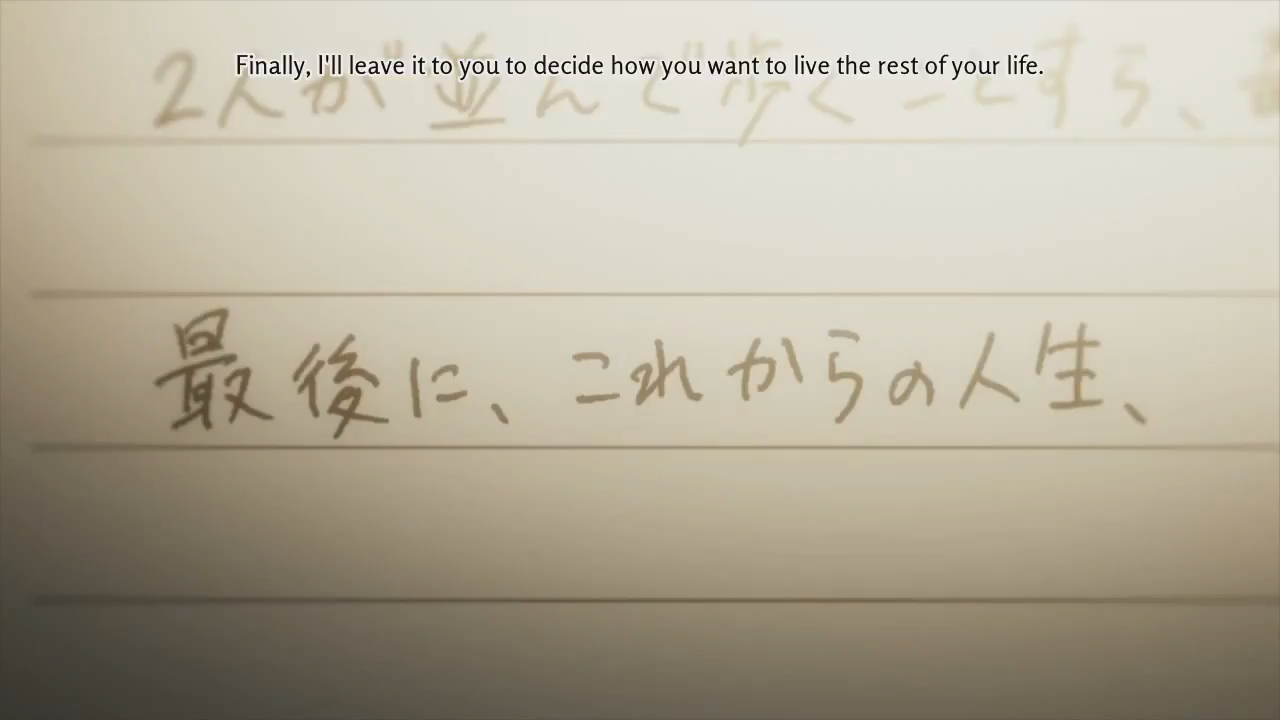 Finally, I'll leave it to you to decide how you want to live the rest of your life.
2人が並んで歩くことすら、
最後に、これからの人生、